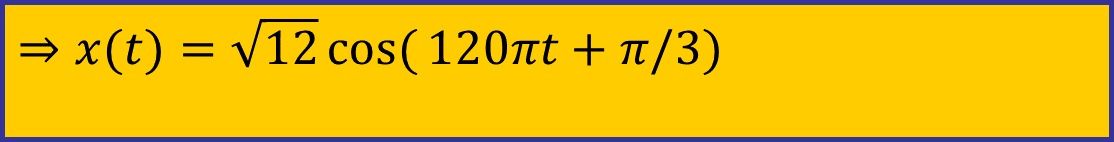 ⇒ x(t) = √12 cos( 120πt + π/3)